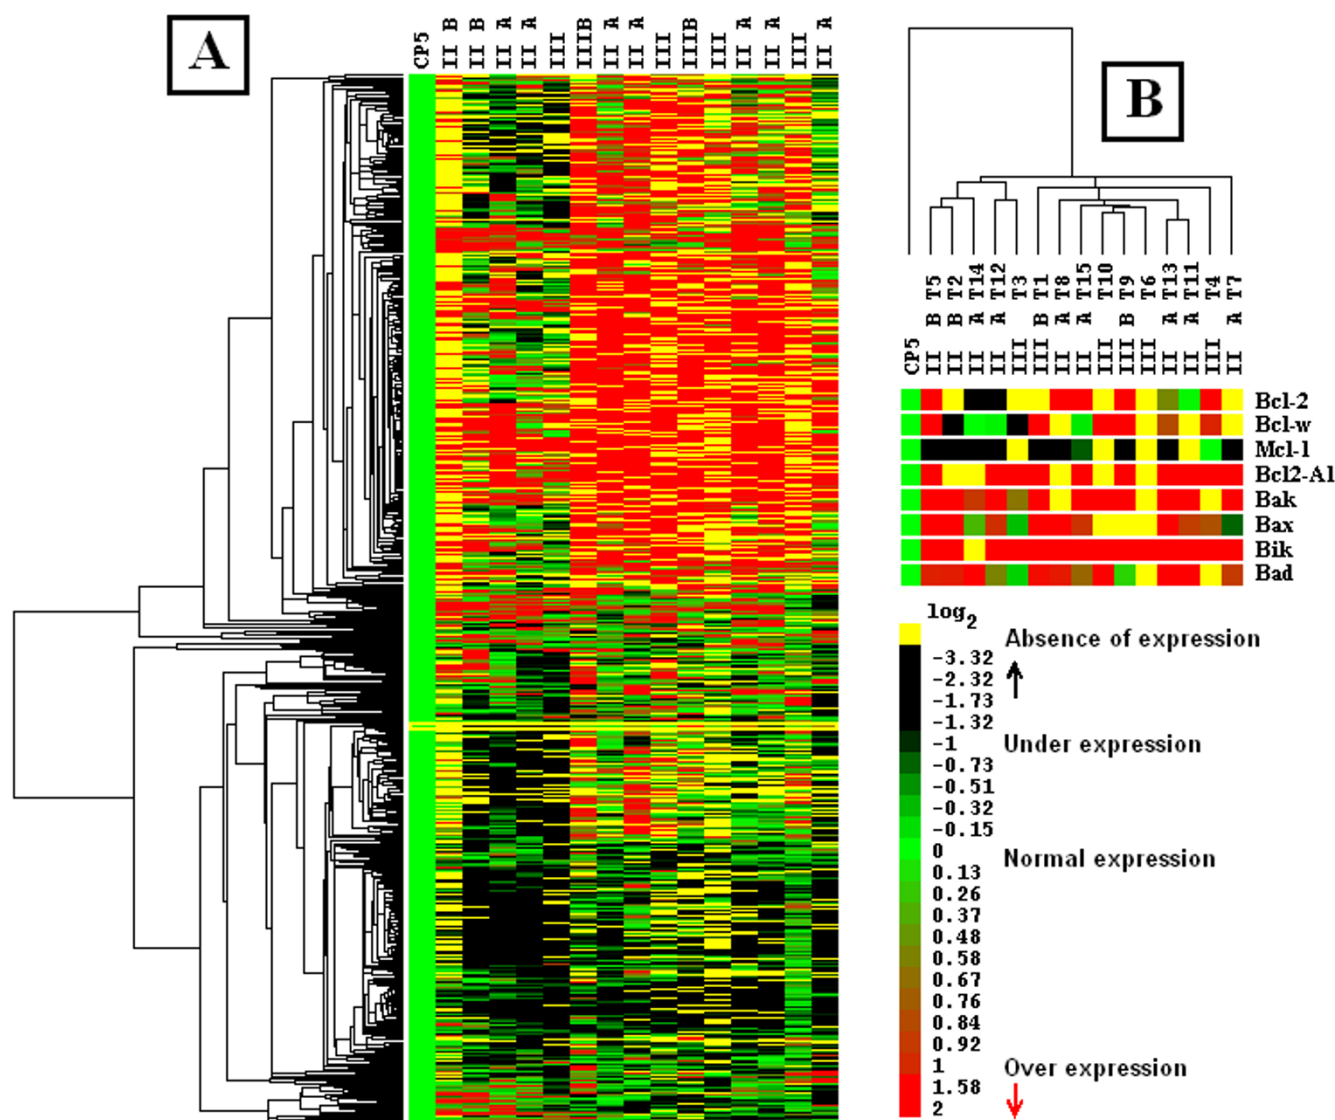 A
CP5
II B
II B
II A
II A
III
IIIB
II A
II A
III
IIIB
III
II A
II A
III
II A
B
CP5
II B T5
II B T2
II A T14
II A T12
III T3
III B T1
II A T8
II A T15
III T10
III B T9
III T6
II A T13
II A T11
III T4
II A T7
Bcl-2
Bcl-w
Mcl-1
Bcl2-A1
Bak
Bax
Bik
Bad
log2
Absence of expression
-3.32
-2.32
-1.73
-1.32
-1
Under expression
-0.73
-0.51
-0.32
-0.15
0
Normal expression
0.13
0.26
0.37
0.48
0.58
0.67
0.76
0.84
0.92
1
Over expression
1.58
2